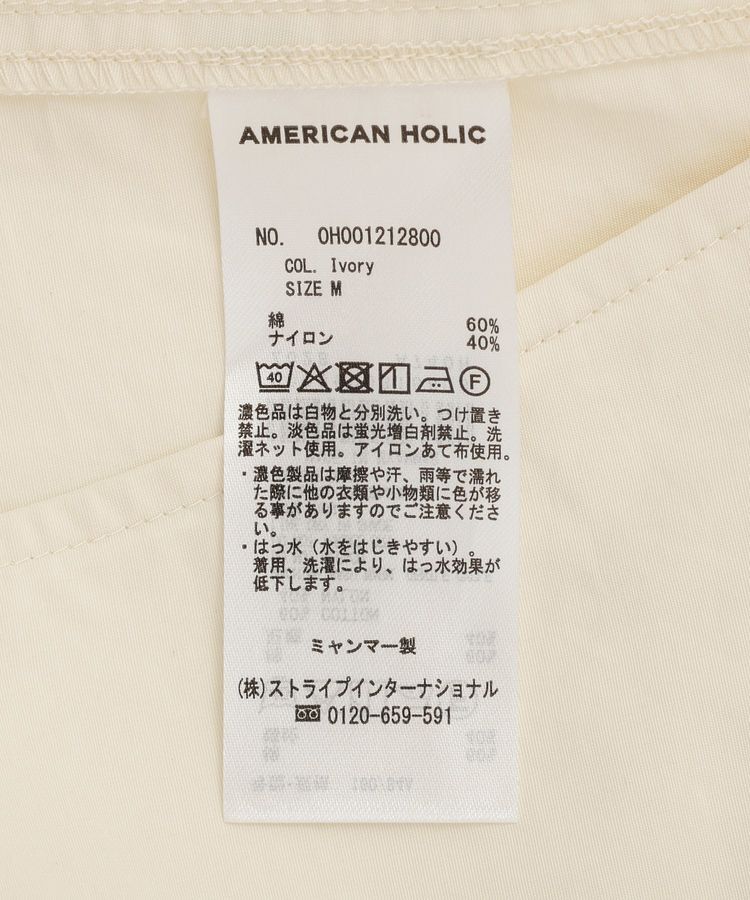 AMERICAN HOLIC
NO. OH001212800
COL. Ivory
SIZE M
綿 60%
ナイロン 40%
40 F
濃色品は白物と分別洗い。つけ置き
禁止。淡色品は蛍光増白剤禁止。洗
濯ネット使用。アイロンあて布使用。
・濃色製品は摩擦や汗、雨等で濡れ
た際に他の衣類や小物類に色が移
る事がありますのでご注意くださ
い。
・はっ水（水をはじきやすい）。
着用、洗濯により、はっ水効果が
低下します。
ミャンマー製
(株)ストライプインターナショナル
0120-659-591